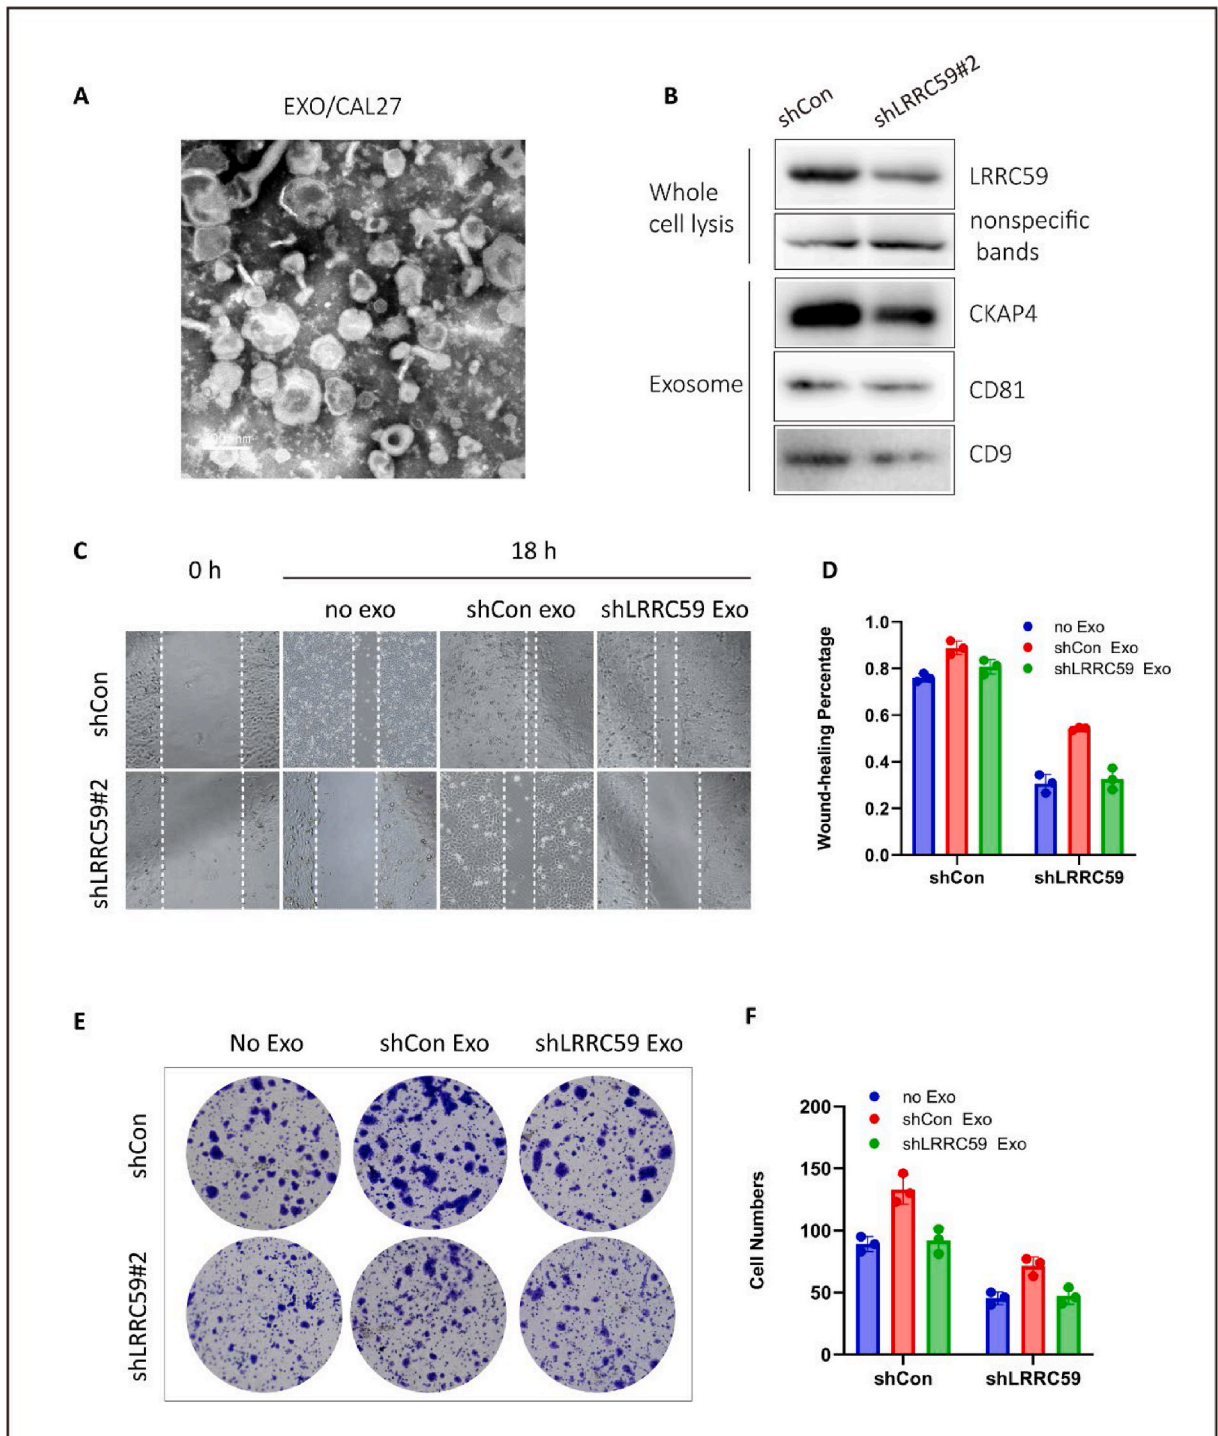 A
EXO/CAL27
B
shCon
shLRRC59#2
Whole
cell lysis
LRRC59
nonspecific
bands
Exosome
CKAP4
CD81
CD9
C
0 h
18 h
no exo
shCon exo
shLRRC59 Exo
shCon
shLRRC59#2
D
Wound-healing Percentage
1.0
0.8
0.6
0.4
0.2
0.0
no Exo
shCon Exo
shLRRC59 Exo
shCon
shLRRC59
E
No Exo
shCon Exo
shLRRC59 Exo
shCon
shLRRC59#2
F
Cell Numbers
200
150
100
50
0
no Exo
shCon Exo
shLRRC59 Exo
shCon
shLRRC59